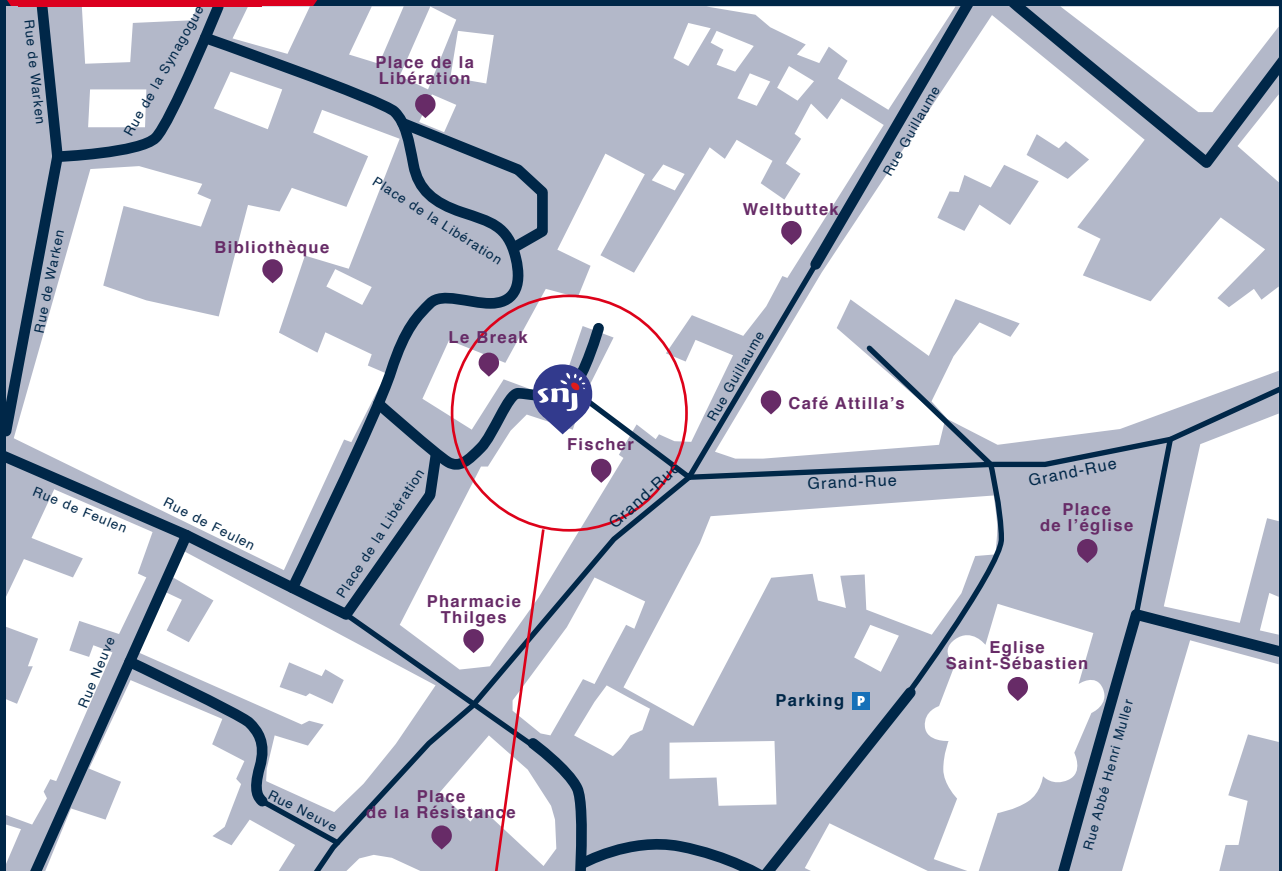 Rue de Warken
Rue de la Synagogue
Place de la
Libération
Place de la Libération
Rue Guillaume
Weltbuttek
Bibliothèque
Rue de Warken
Le Break
snj
Rue Guillaume
Café Attilla's
Fischer
Grand-Rue
Grand-Rue
Grand-Rue
Place
de l'église
Rue de Feulen
Rue de Feulen
Place de la Libération
Pharmacie
Thilges
Rue Neuve
Eglise
Saint-Sébastien
Parking P
Rue Abbé Henri Muller
Rue Neuve
Place
de la Résistance